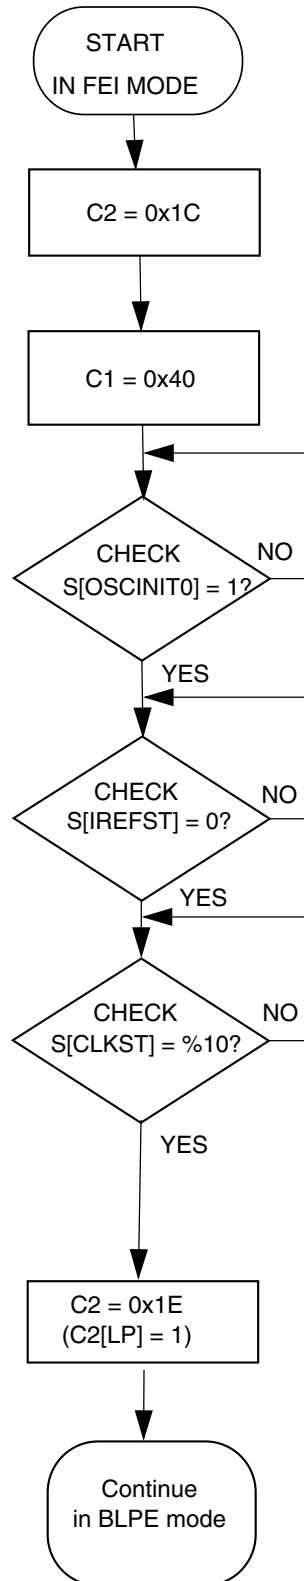 START
IN FEI MODE
C2 = 0x1C
C1 = 0x40
CHECK
S[OSCINIT0] = 1?
NO
YES
CHECK
S[IREFST] = 0?
NO
YES
CHECK
S[CLKST] = %10?
NO
YES
C2 = 0x1E
(C2[LP] = 1)
Continue
in BLPE mode